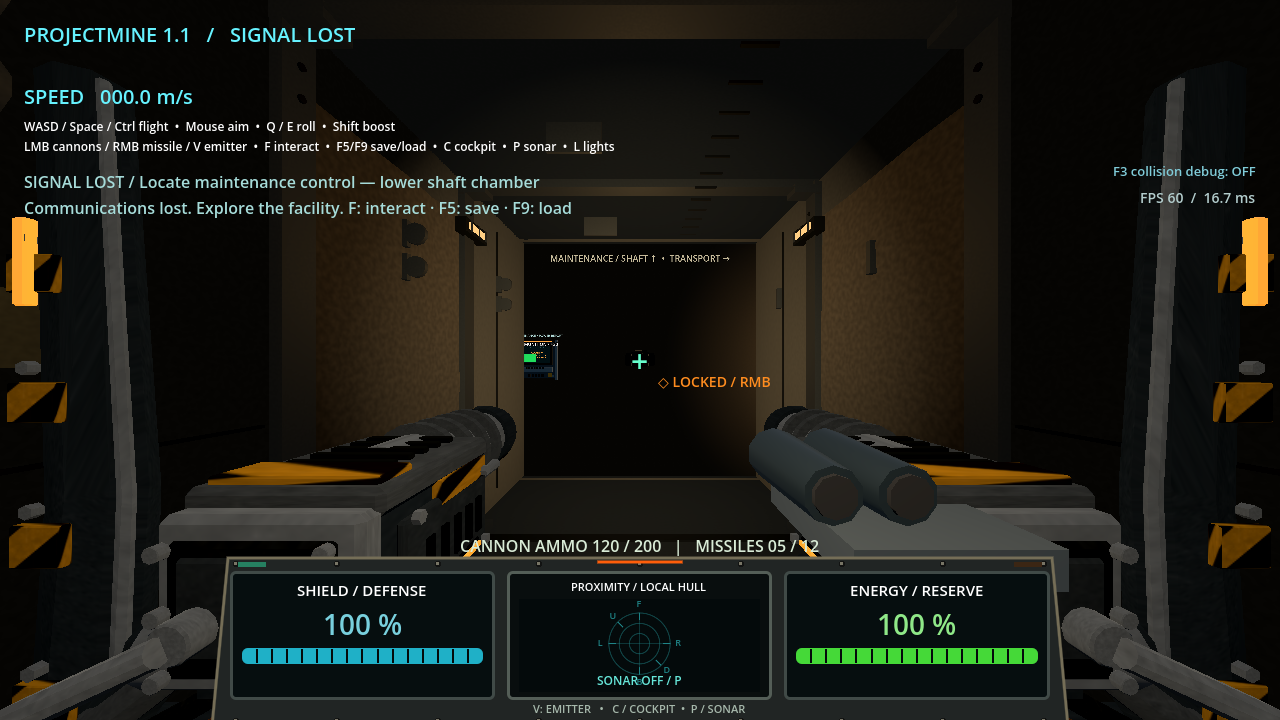 PROJECTMINE 1.1 / SIGNAL LOST
SPEED 000.0 m/s
WASD / Space / Ctrl flight • Mouse aim • Q / E roll • Shift boost
LMB cannons / RMB missile / V emitter • F interact • F5/F9 save/load • C cockpit • P sonar • L lights
SIGNAL LOST / Locate maintenance control — lower shaft chamber
Communications lost. Explore the facility. F: interact · F5: save · F9: load
F3 collision debug: OFF
FPS 60 / 16.7 ms
MAINTENANCE / SHAFT ↑ • TRANSPORT →
◇ LOCKED / RMB
CANNON AMMO 120 / 200 | MISSILES 05 / 12
SHIELD / DEFENSE
100 %
PROXIMITY / LOCAL HULL
F
U
L
R
D
SONAR OFF / P
ENERGY / RESERVE
100 %
V: EMITTER • C / COCKPIT • P / SONAR